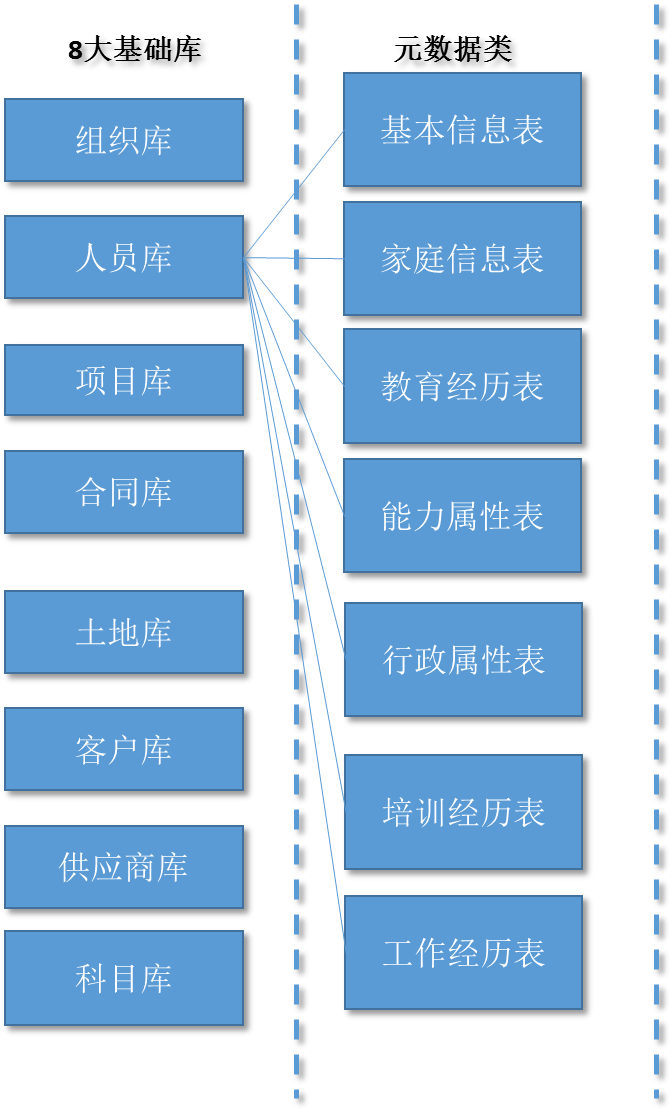 8大基础库
组织库
人员库
项目库
合同库
土地库
客户库
供应商库
科目库
元数据类
基本信息表
家庭信息表
教育经历表
能力属性表
行政属性表
培训经历表
工作经历表